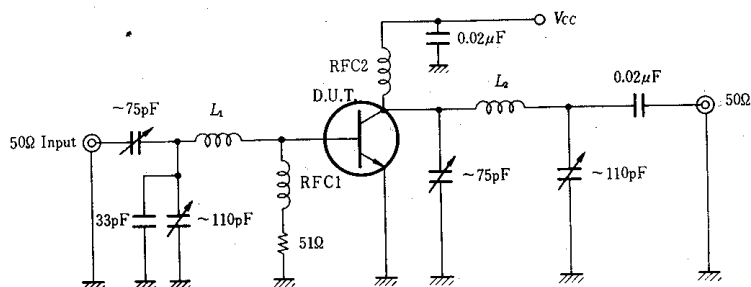 Vcc
0.02μF
RFC2
L₂
0.02μF
D.U.T.
~75pF
L₁
50Ω Input
50Ω
RFC1
~75pF
~110pF
33pF
~110pF
51Ω